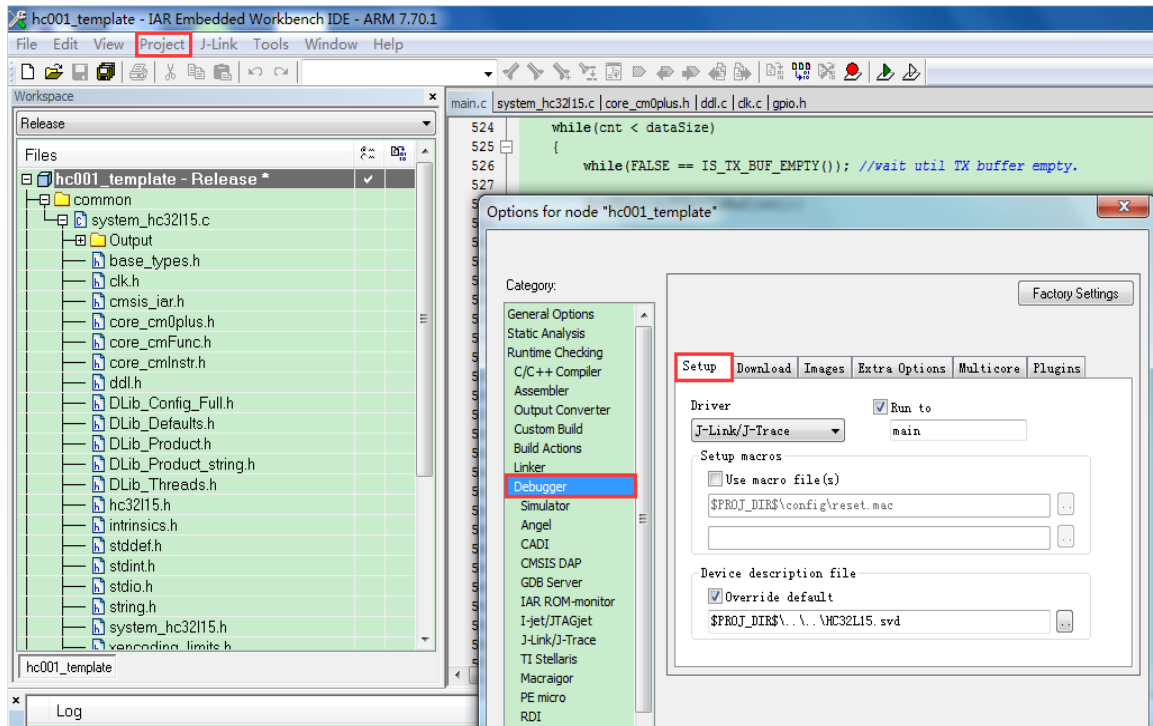 hc001_template - IAR Embedded Workbench IDE - ARM 7.70.1
File Edit View Project J-Link Tools Window Help
Workspace
Release
Files
hc001_template - Release *
common
system_hc32l15.c
Output
base_types.h
clk.h
cmsis_iar.h
core_cm0plus.h
core_cmFunc.h
core_cmInstr.h
ddl.h
DLib_Config_Full.h
DLib_Defaults.h
DLib_Product.h
DLib_Product_string.h
DLib_Threads.h
hc32l15.h
intrinsics.h
stddef.h
stdint.h
stdio.h
string.h
system_hc32l15.h
xencoding_limits.h
hc001_template
Log
main.c system_hc32l15.c core_cm0plus.h ddl.c clk.c gpio.h
524 while(cnt < dataSize)
525 {
526 while(FALSE == IS_TX_BUF_EMPTY()); //wait util TX buffer empty.
527
Options for node "hc001_template"
Category:
General Options
Static Analysis
Runtime Checking
C/C++ Compiler
Assembler
Output Converter
Custom Build
Build Actions
Linker
Debugger
Simulator
Angel
CADI
CMSIS DAP
GDB Server
IAR ROM-monitor
I-jet/JTAGjet
J-Link/J-Trace
TI Stellaris
Macraigor
PE micro
RDI
Factory Settings
Setup Download Images Extra Options Multicore Plugins
Driver
Run to
J-Link/J-Trace
main
Setup macros
Use macro file(s)
$PROJ_DIR$\config\reset.mac
..
..
Device description file
Override default
$PROJ_DIR$\..\..\HC32L15.svd
..